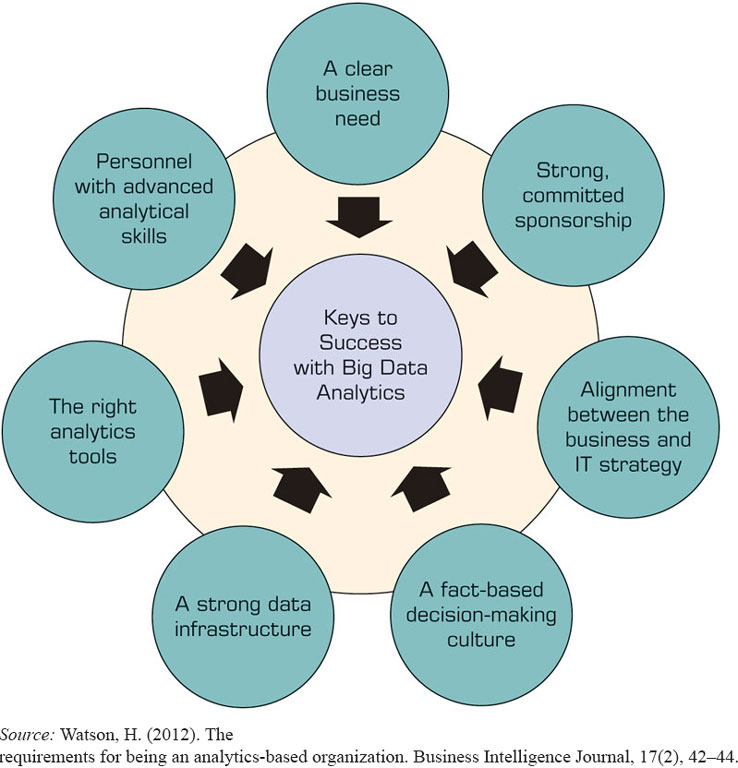 A clear
business
need
Strong,
committed
sponsorship
Alignment
between the
business and
IT strategy
A fact-based
decision-making
culture
A strong data
infrastructure
The right
analytics
tools
Personnel
with advanced
analytical
skills
Keys to
Success
with Big Data
Analytics
Source: Watson, H. (2012). The
requirements for being an analytics-based organization. Business Intelligence Journal, 17(2), 42–44.